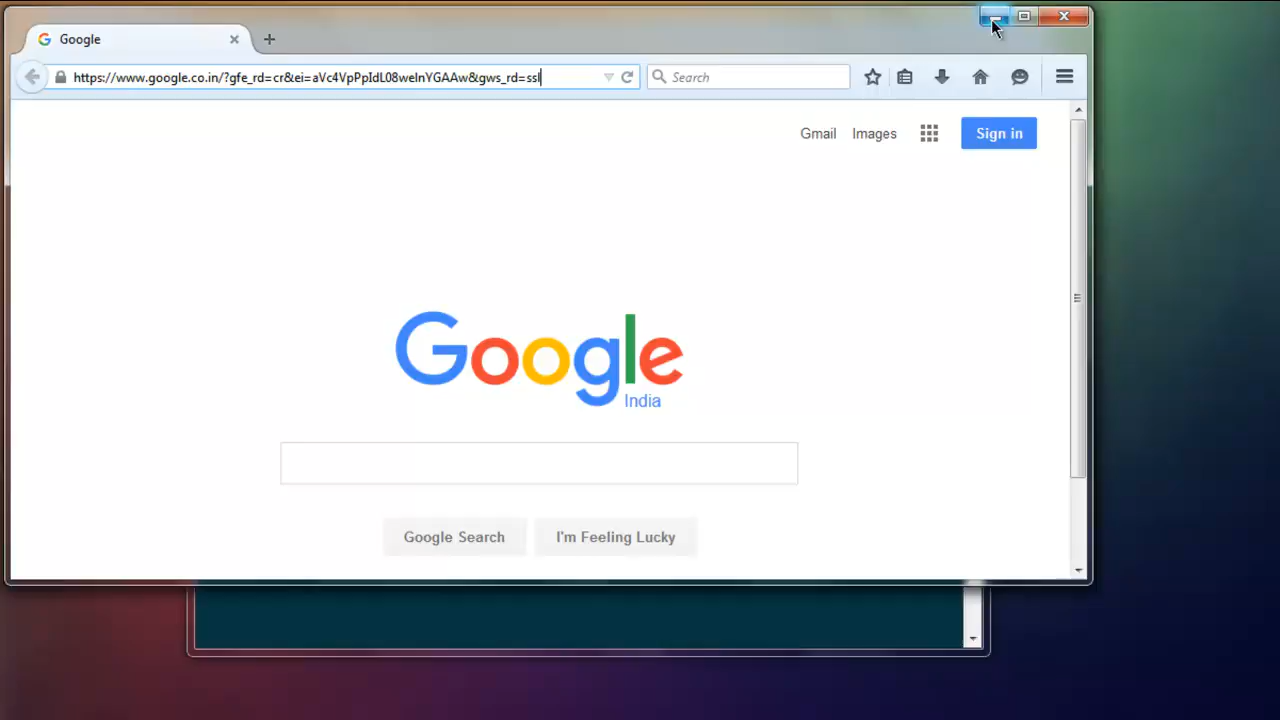 Google
https://www.google.co.in/?gfe_rd=cr&ei=aVc4VpPpIdL08weInYGAAw&gws_rd=ssl
Search
Gmail Images Sign in
Google
India
Google Search I'm Feeling Lucky